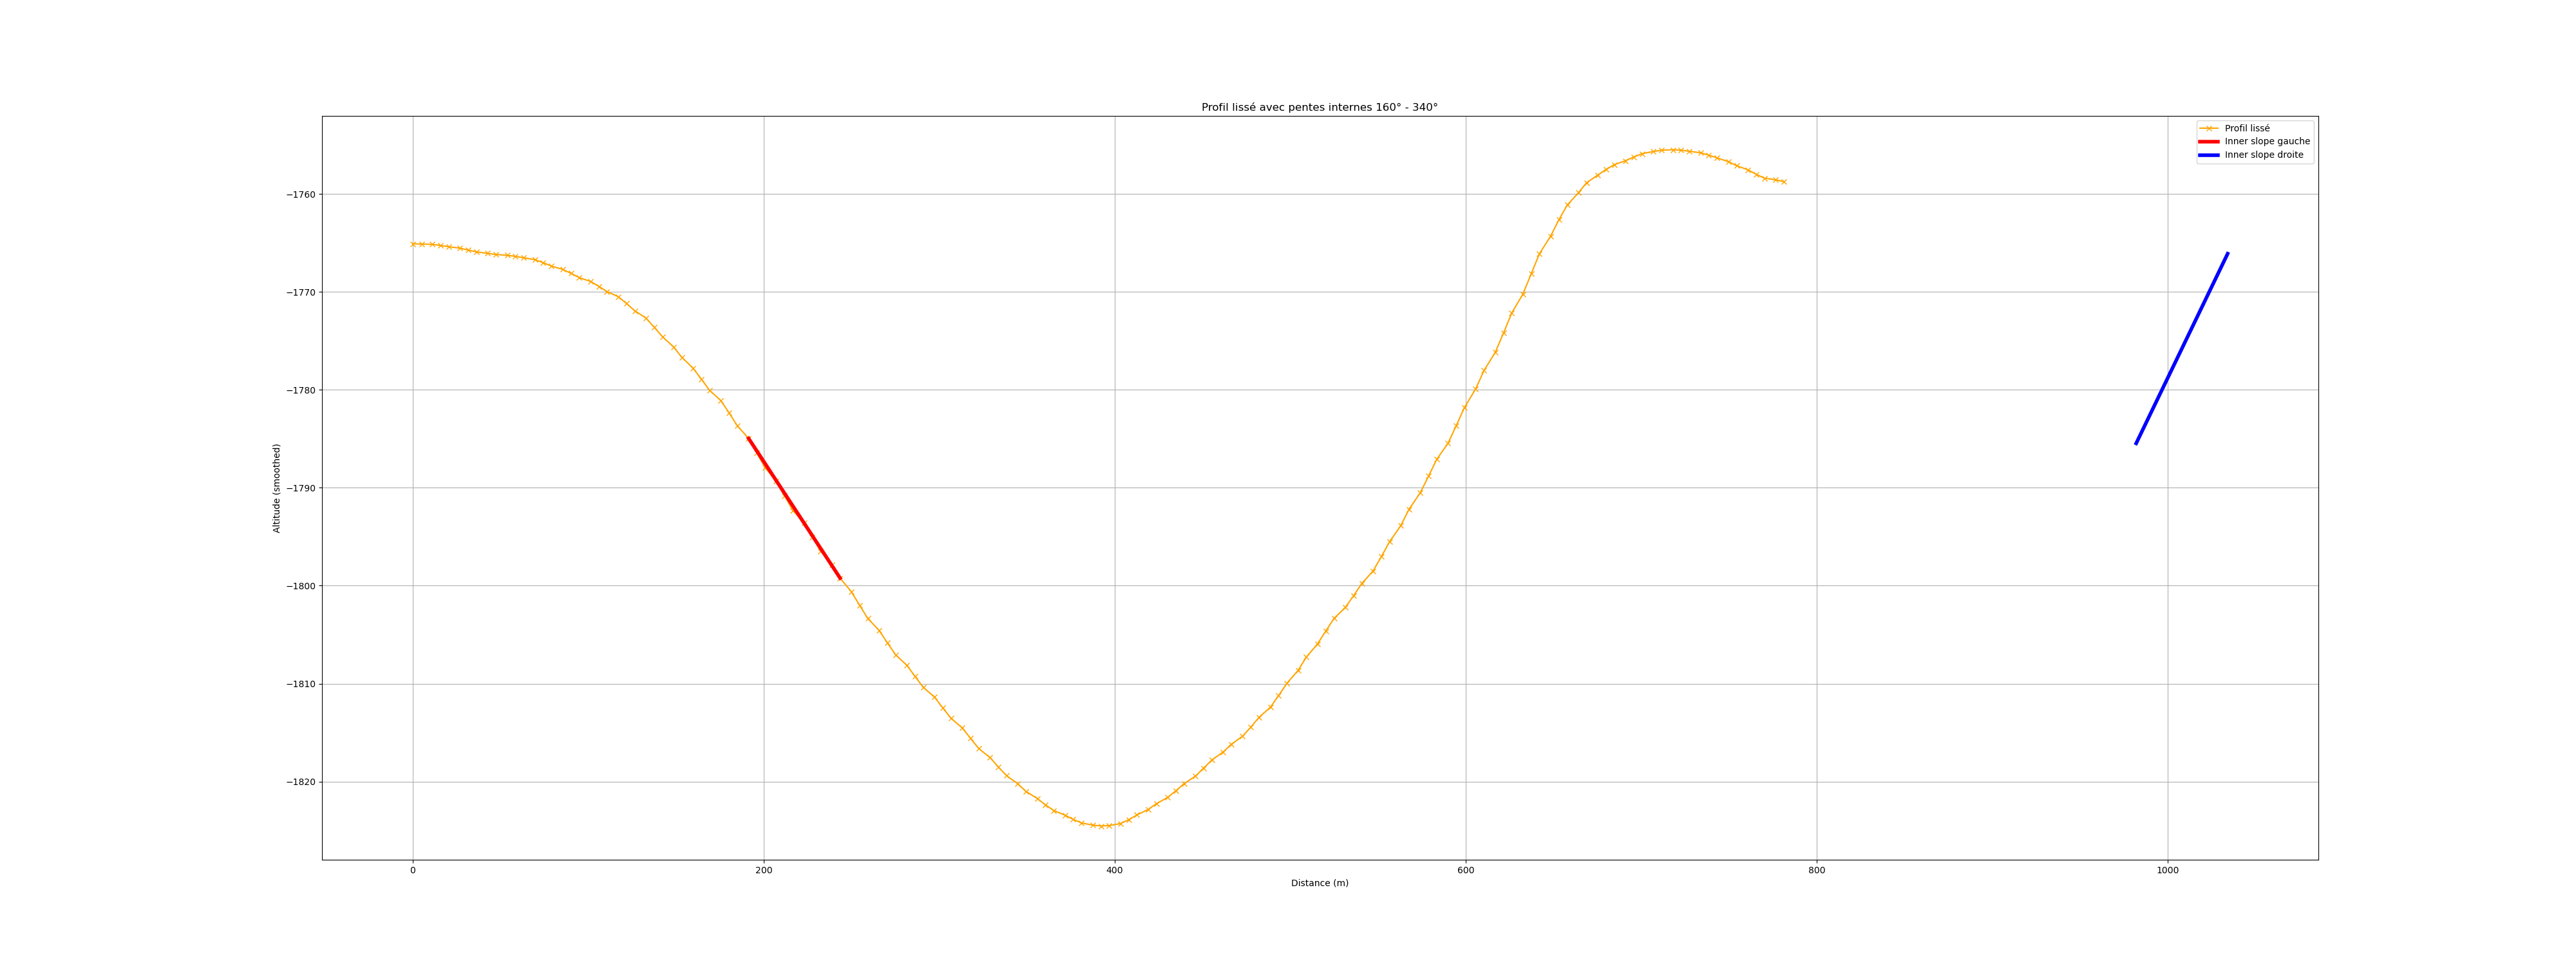 Profil lissé avec pentes internes 160° - 340°
Profil lissé
Inner slope gauche
Inner slope droite
Altitude (smoothed)
−1760
−1770
−1780
−1790
−1800
−1810
−1820
0
200
400
600
800
1000
Distance (m)